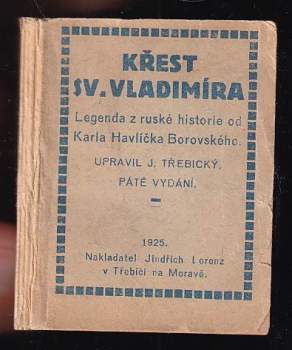 KŘEST
SV. VLADIMÍRA
Legenda z ruské historie od
Karla Havlíčka Borovského.
UPRAVIL J. TŘEBICKÝ.
PÁTÉ VYDÁNÍ.
1925.
Nakladatel Jindřich Lorenz
v Třebíči na Moravě.